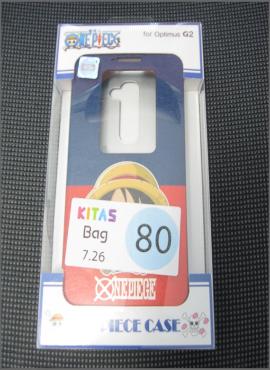 ONE PIECE
for Optimus G2
KITAS
Bag
7.26
80
ONE PIECE
PIECE CASE